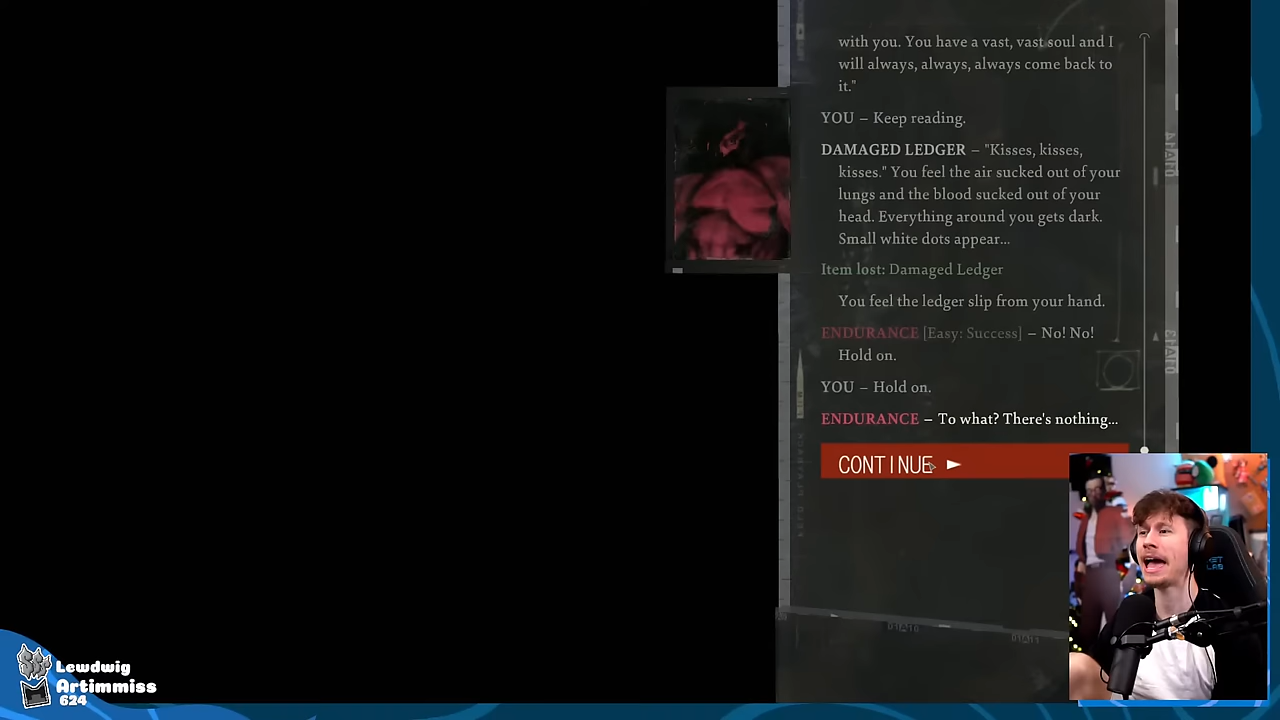 with you. You have a vast, vast soul and I
will always, always, always come back to
it."
YOU – Keep reading.
DAMAGED LEDGER – "Kisses, kisses,
kisses." You feel the air sucked out of your
lungs and the blood sucked out of your
head. Everything around you gets dark.
Small white dots appear...
Item lost: Damaged Ledger
You feel the ledger slip from your hand.
ENDURANCE [Easy: Success] – No! No!
Hold on.
YOU – Hold on.
ENDURANCE – To what? There's nothing...
CONTINUE
Lewdwig
Artimmiss
624